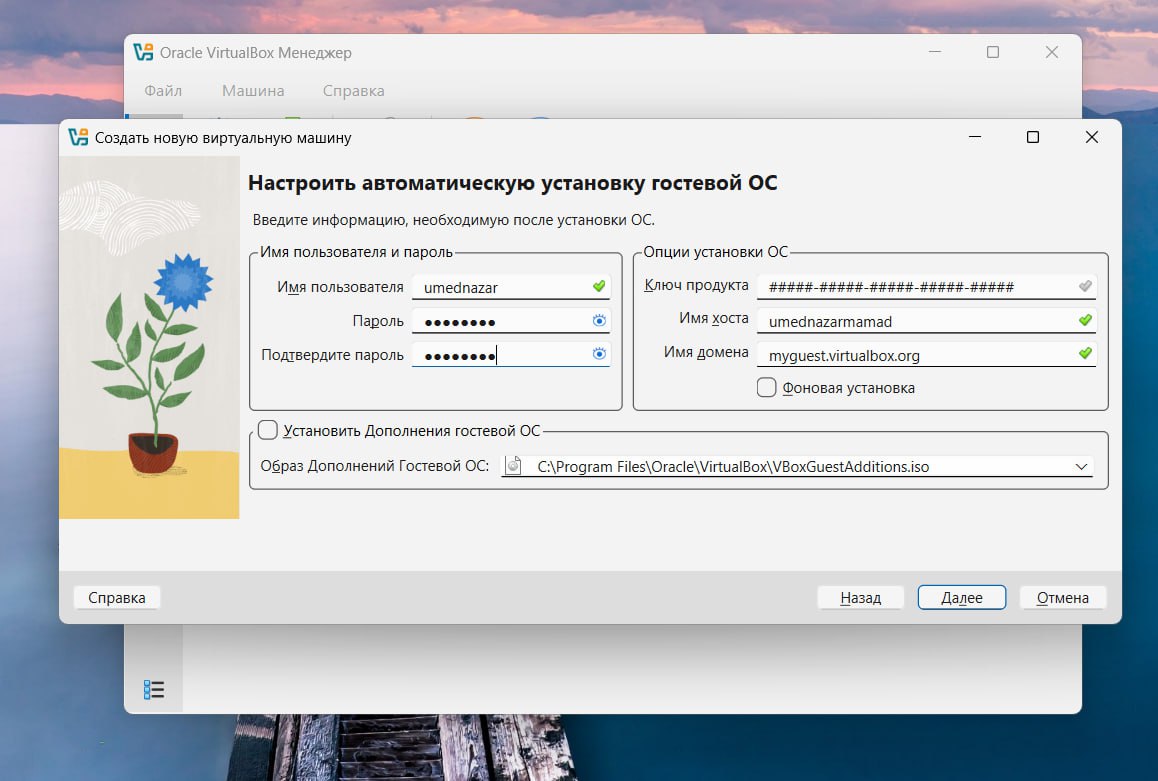 Oracle VirtualBox Менеджер
Файл Машина Справка
Создать новую виртуальную машину
Настроить автоматическую установку гостевой ОС
Введите информацию, необходимую после установки ОС.
Имя пользователя и пароль
Имя пользователя umednazar
Пароль ●●●●●●●●
Подтвердите пароль ●●●●●●●●
Опции установки ОС
Ключ продукта #####-#####-#####-#####-#####
Имя хоста umednazarmamad
Имя домена myguest.virtualbox.org
Фоновая установка
Установить Дополнения гостевой ОС
Образ Дополнений Гостевой ОС: C:\Program Files\Oracle\VirtualBox\VBoxGuestAdditions.iso
Справка Назад Далее Отмена